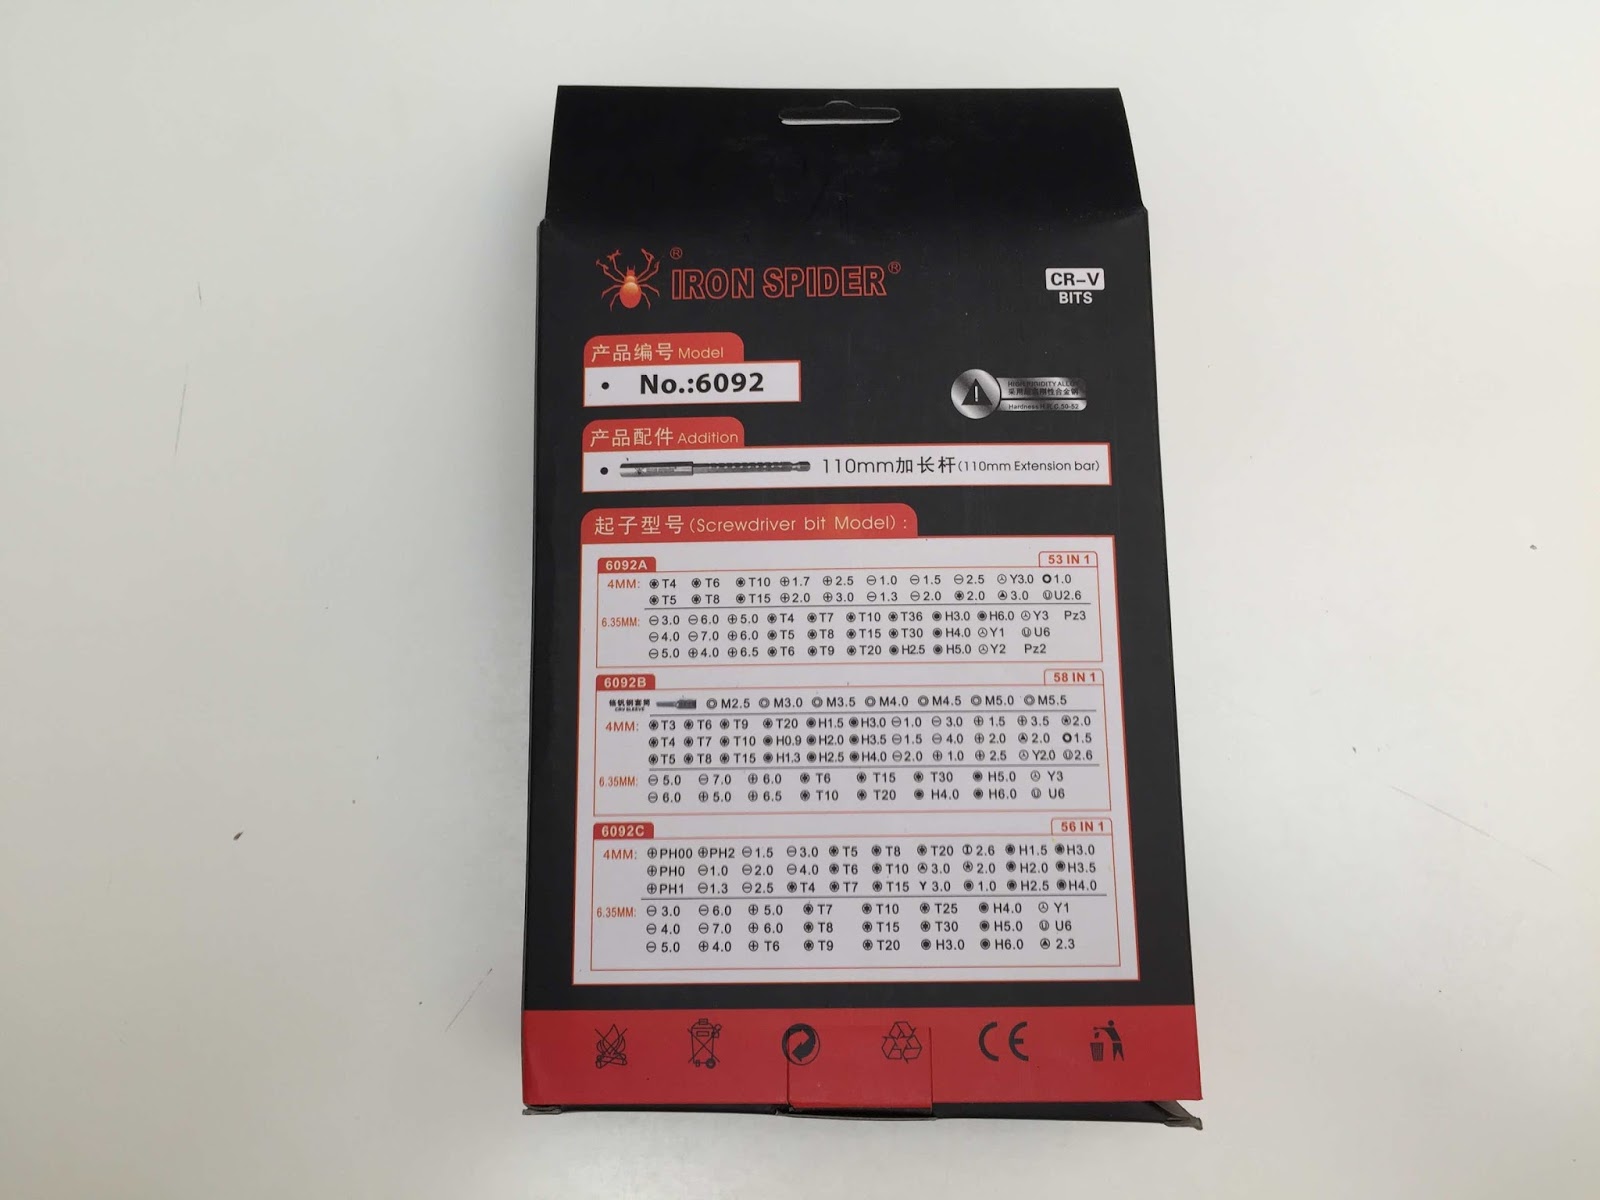 IRON SPIDER®
®
CR-V
BITS
产品编号 Model
• No.:6092
HIGH RIGIDITY ALLOY
产品配件 Addition
• 110mm加长杆(110mm Extension bar)
起子型号(Screwdriver bit Model):
6092A 53 IN 1
4MM: T4 T6 T10 1.7 2.5 1.0 1.5 2.5 Y3.0 1.0
T5 T8 T15 2.0 3.0 1.3 2.0 2.0 3.0 U2.6
6.35MM: 3.0 6.0 5.0 T4 T7 T10 T36 H3.0 H6.0 Y3 Pz3
4.0 7.0 6.0 T5 T8 T15 T30 H4.0 Y1 U6
5.0 4.0 6.5 T6 T9 T20 H2.5 H5.0 Y2 Pz2
6092B 58 IN 1
铬钒钢套筒 M2.5 M3.0 M3.5 M4.0 M4.5 M5.0 M5.5
CRV SLEEVE
4MM: T3 T6 T9 T20 H1.5 H3.0 1.0 3.0 1.5 3.5 2.0
T4 T7 T10 H0.9 H2.0 H3.5 1.5 4.0 2.0 2.0 1.5
T5 T8 T15 H1.3 H2.5 H4.0 2.0 1.0 2.5 Y2.0 2.6
6.35MM: 5.0 7.0 6.0 T6 T15 T30 H5.0 Y3
6.0 5.0 6.5 T10 T20 H4.0 H6.0 U6
6092C 56 IN 1
4MM: PH00 PH2 1.5 3.0 T5 T8 T20 2.6 H1.5 H3.0
PH0 1.0 2.0 4.0 T6 T10 3.0 2.0 H2.0 H3.5
PH1 1.3 2.5 T4 T7 T15 Y 3.0 1.0 H2.5 H4.0
6.35MM: 3.0 6.0 5.0 T7 T10 T25 H4.0 Y1
4.0 7.0 6.0 T8 T15 T30 H5.0 U6
5.0 4.0 T6 T9 T20 H3.0 H6.0 2.3
CE